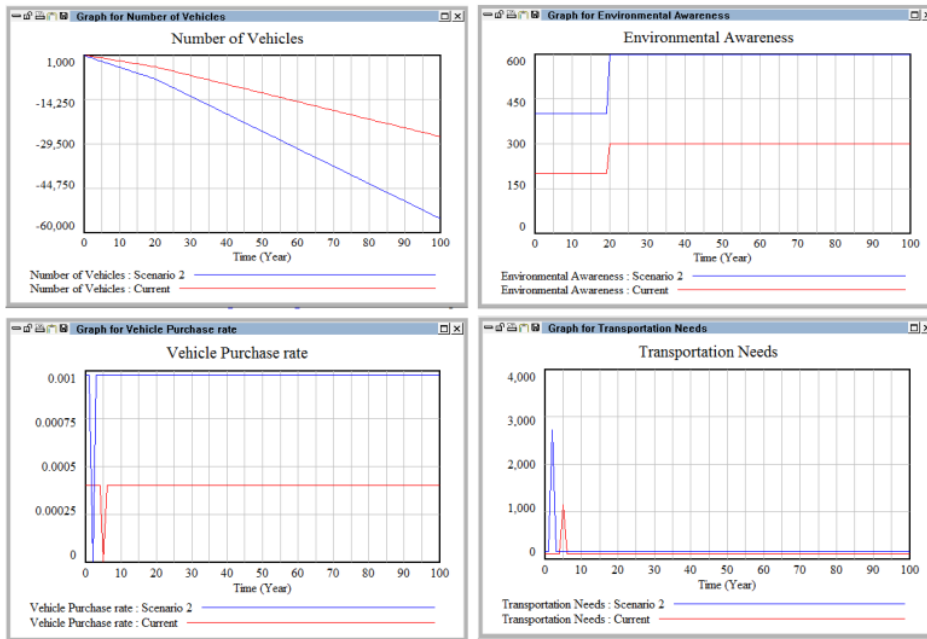 Graph for Number of Vehicles
Number of Vehicles
1,000
-14,250
-29,500
-44,750
-60,000
0 10 20 30 40 50 60 70 80 90 100
Time (Year)
Number of Vehicles : Scenario 2
Number of Vehicles : Current
Graph for Environmental Awareness
Environmental Awareness
600
450
300
150
0
0 10 20 30 40 50 60 70 80 90 100
Time (Year)
Environmental Awareness : Scenario 2
Environmental Awareness : Current
Graph for Vehicle Purchase rate
Vehicle Purchase rate
0.001
0.00075
0.0005
0.00025
0
0 10 20 30 40 50 60 70 80 90 100
Time (Year)
Vehicle Purchase rate : Scenario 2
Vehicle Purchase rate : Current
Graph for Transportation Needs
Transportation Needs
4,000
3,000
2,000
1,000
0
0 10 20 30 40 50 60 70 80 90 100
Time (Year)
Transportation Needs : Scenario 2
Transportation Needs : Current